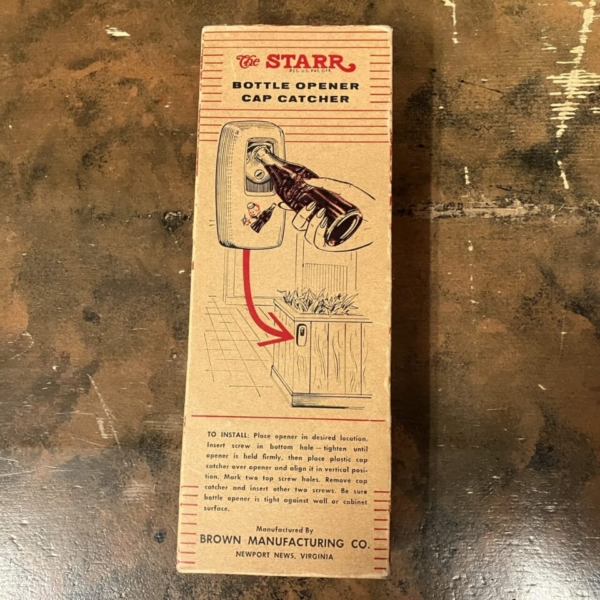 The STARR
REG. U.S. PAT. OFF.
BOTTLE OPENER
CAP CATCHER
TO INSTALL: Place opener in desired location.
Insert screw in bottom hole — tighten until
opener is held firmly, then place plastic cap
catcher over opener and align it in vertical posi-
tion. Mark two top screw holes. Remove cap
catcher and insert other two screws. Be sure
bottle opener is tight against wall or cabinet
surface.
Manufactured By
BROWN MANUFACTURING CO.
NEWPORT NEWS, VIRGINIA